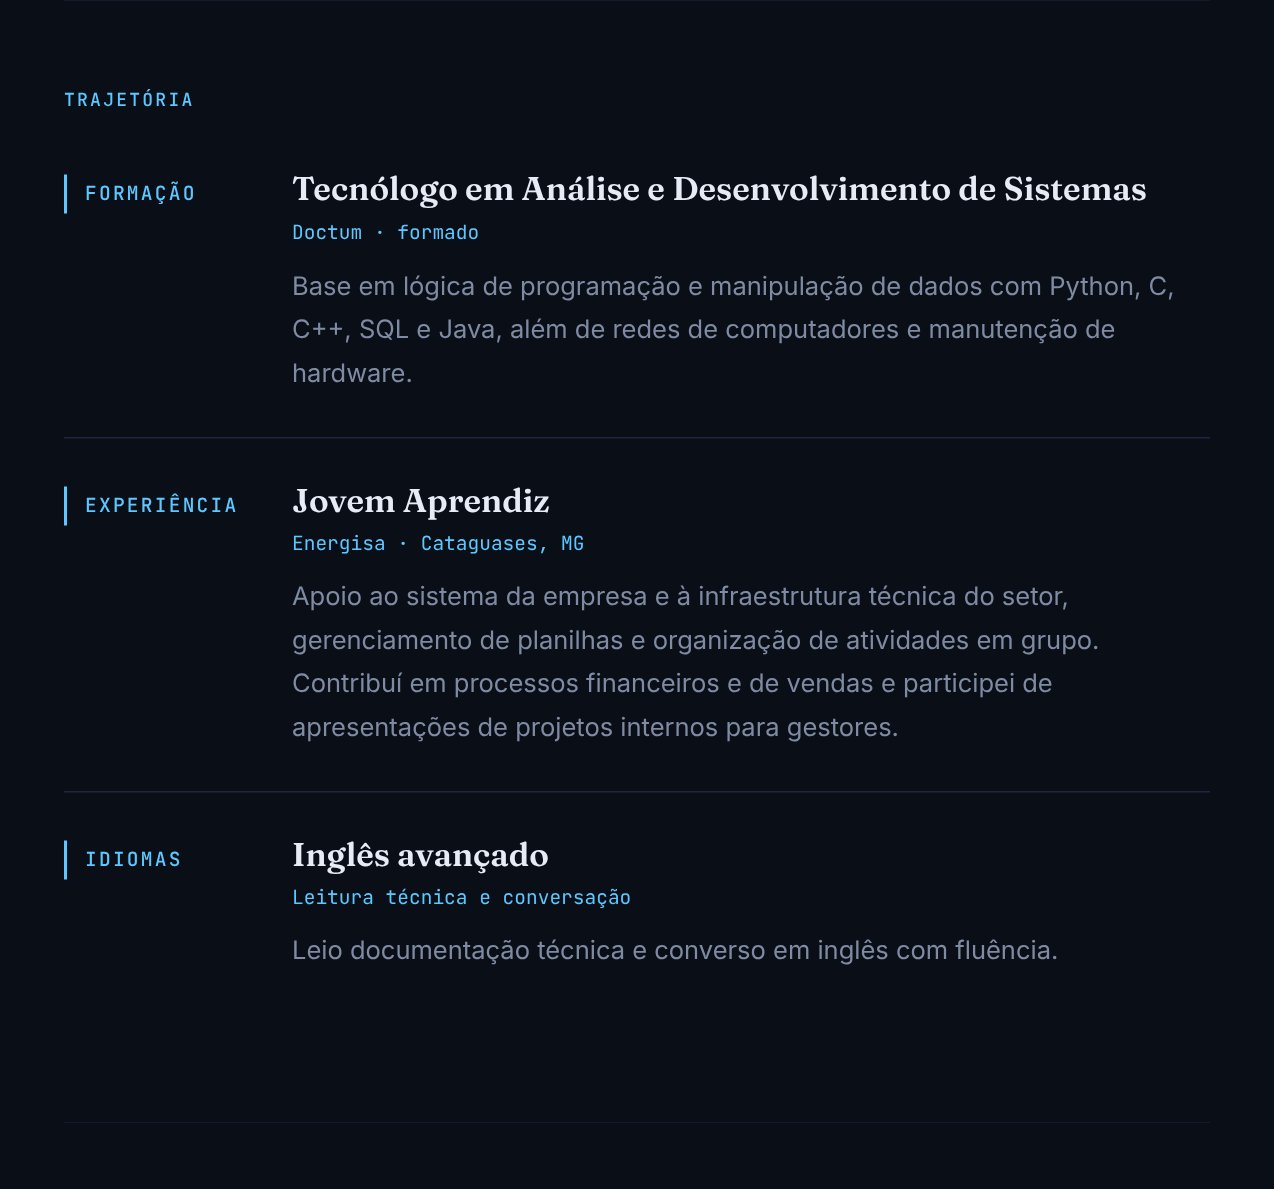 TRAJETÓRIA
FORMAÇÃO
Tecnólogo em Análise e Desenvolvimento de Sistemas
Doctum · formado
Base em lógica de programação e manipulação de dados com Python, C,
C++, SQL e Java, além de redes de computadores e manutenção de
hardware.
EXPERIÊNCIA
Jovem Aprendiz
Energisa · Cataguases, MG
Apoio ao sistema da empresa e à infraestrutura técnica do setor,
gerenciamento de planilhas e organização de atividades em grupo.
Contribuí em processos financeiros e de vendas e participei de
apresentações de projetos internos para gestores.
IDIOMAS
Inglês avançado
Leitura técnica e conversação
Leio documentação técnica e converso em inglês com fluência.